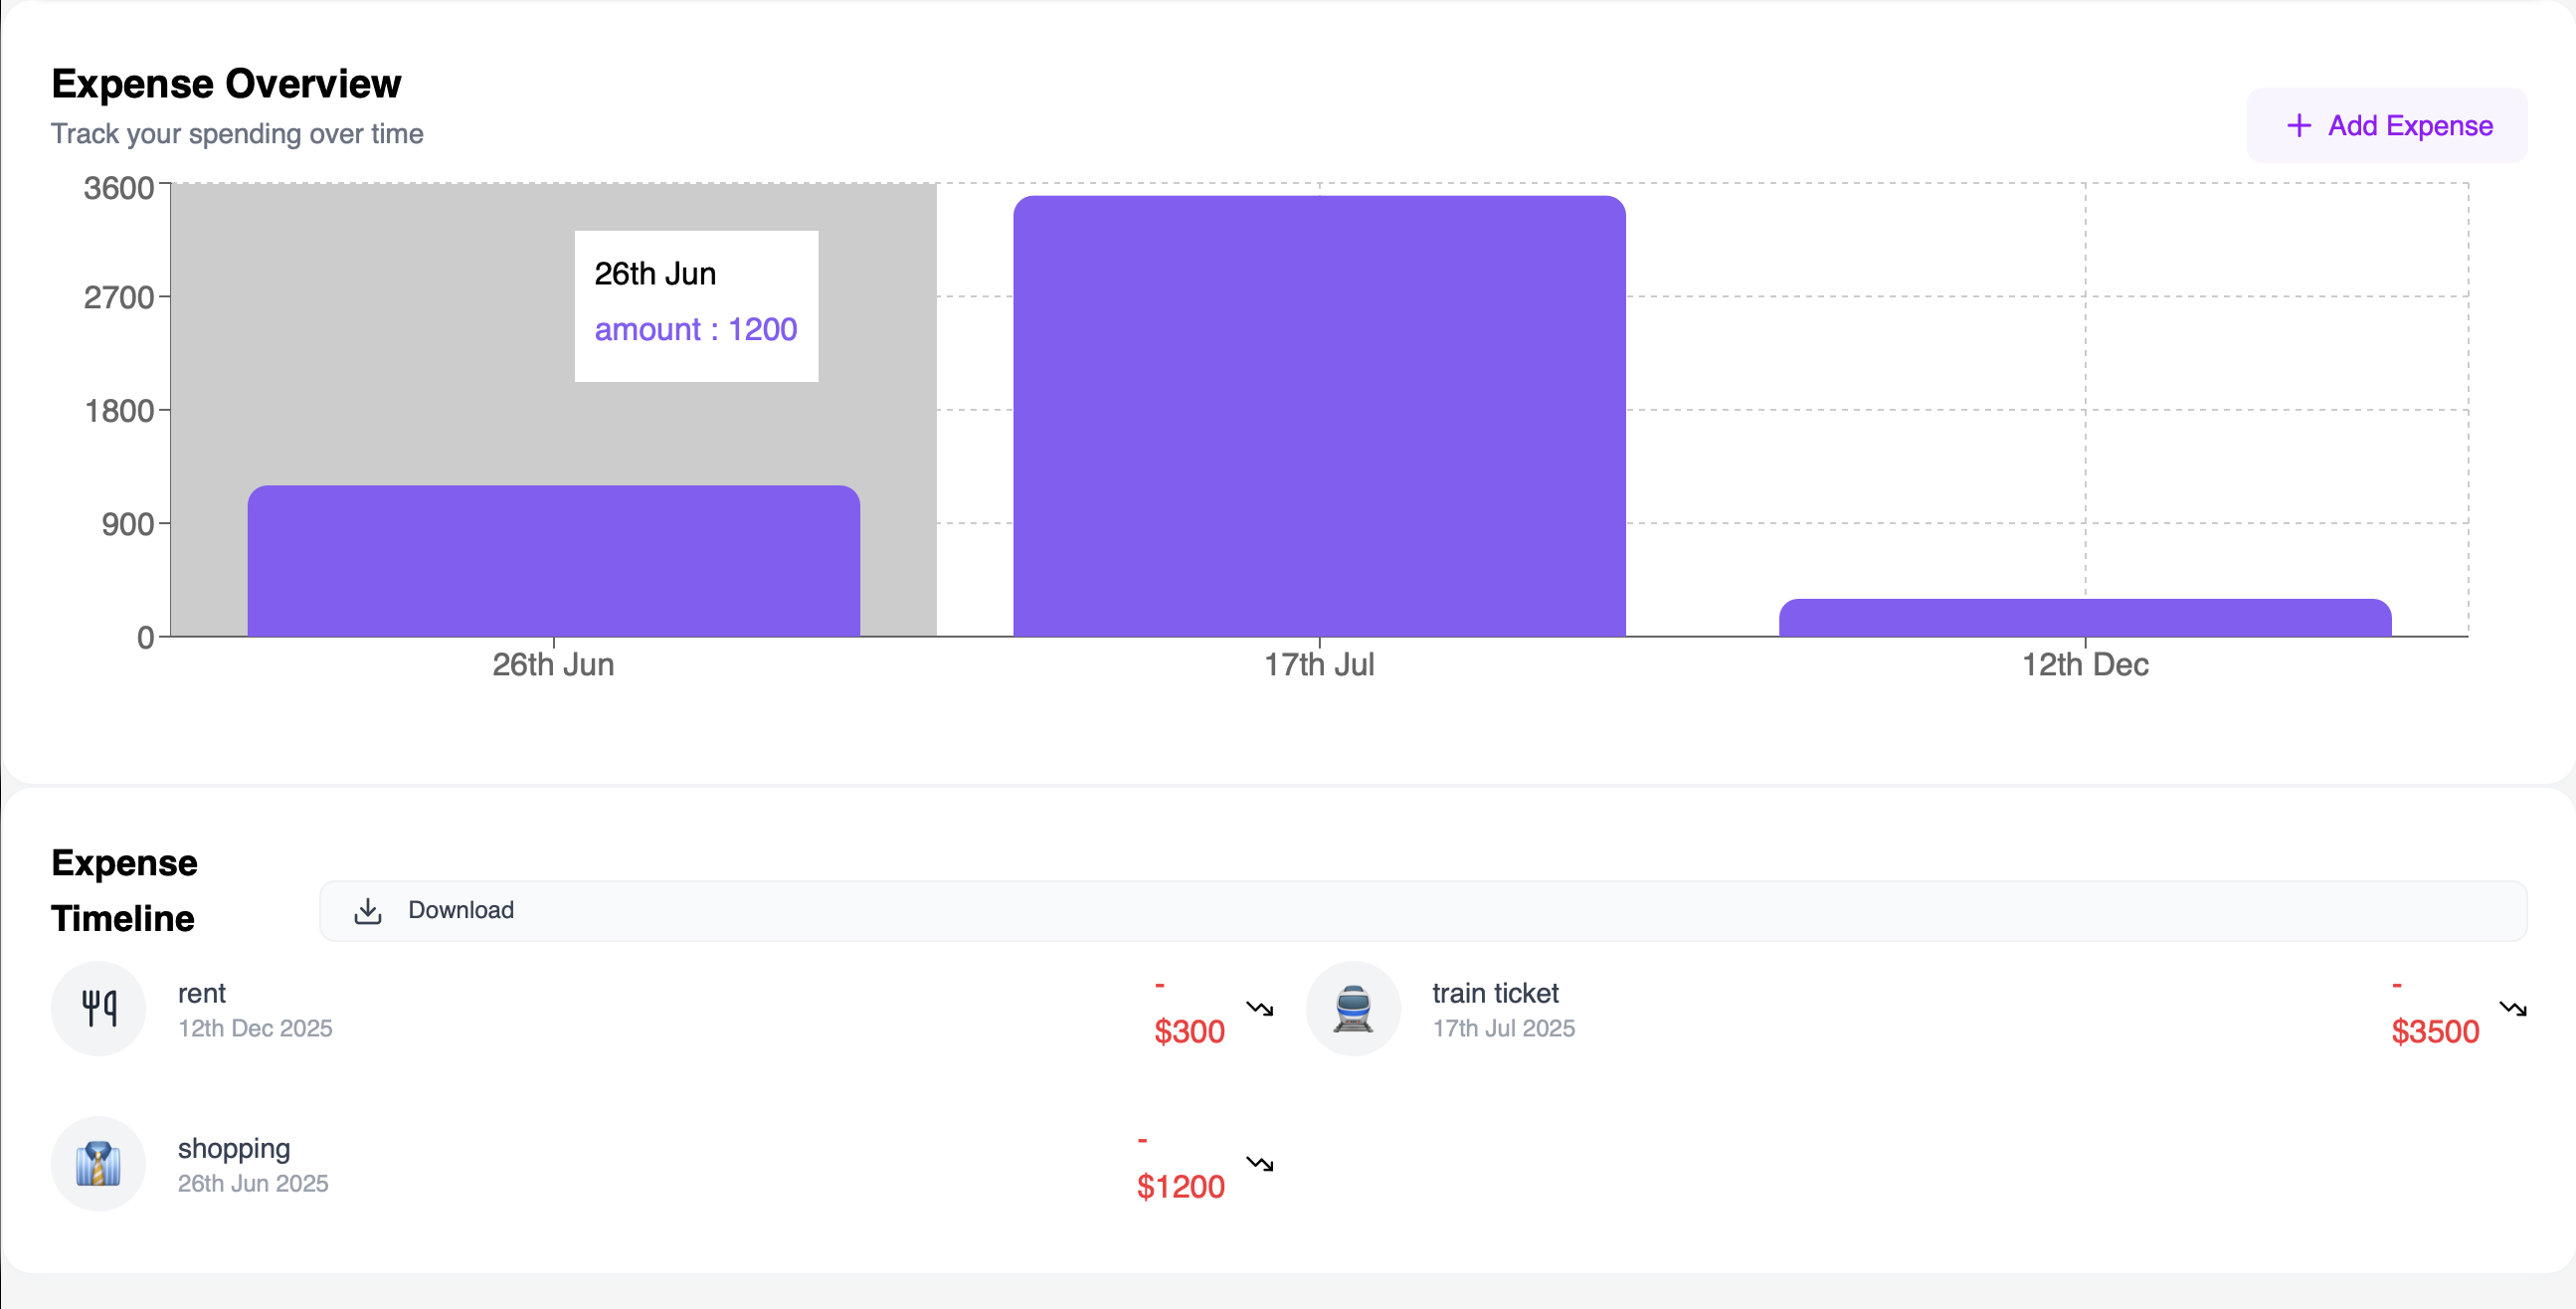 Expense Overview
Track your spending over time
+ Add Expense
3600
2700
1800
900
0
26th Jun
amount : 1200
26th Jun
17th Jul
12th Dec
Expense
Timeline
Download
rent
12th Dec 2025
-
$300
train ticket
17th Jul 2025
-
$3500
shopping
26th Jun 2025
-
$1200